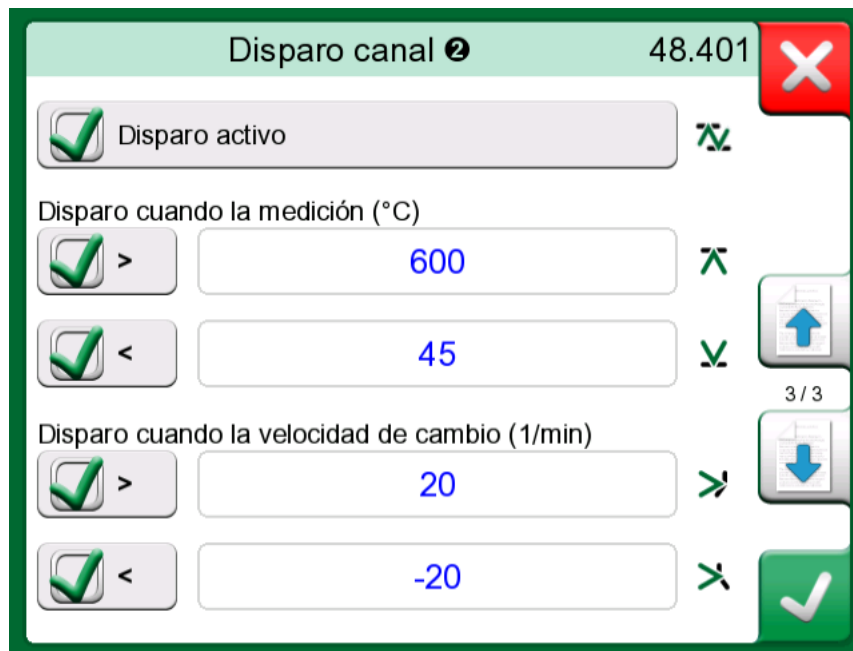 Disparo canal ❷ 48.401
Disparo activo
Disparo cuando la medición (°C)
> 600
< 45
3 / 3
Disparo cuando la velocidad de cambio (1/min)
> 20
< -20